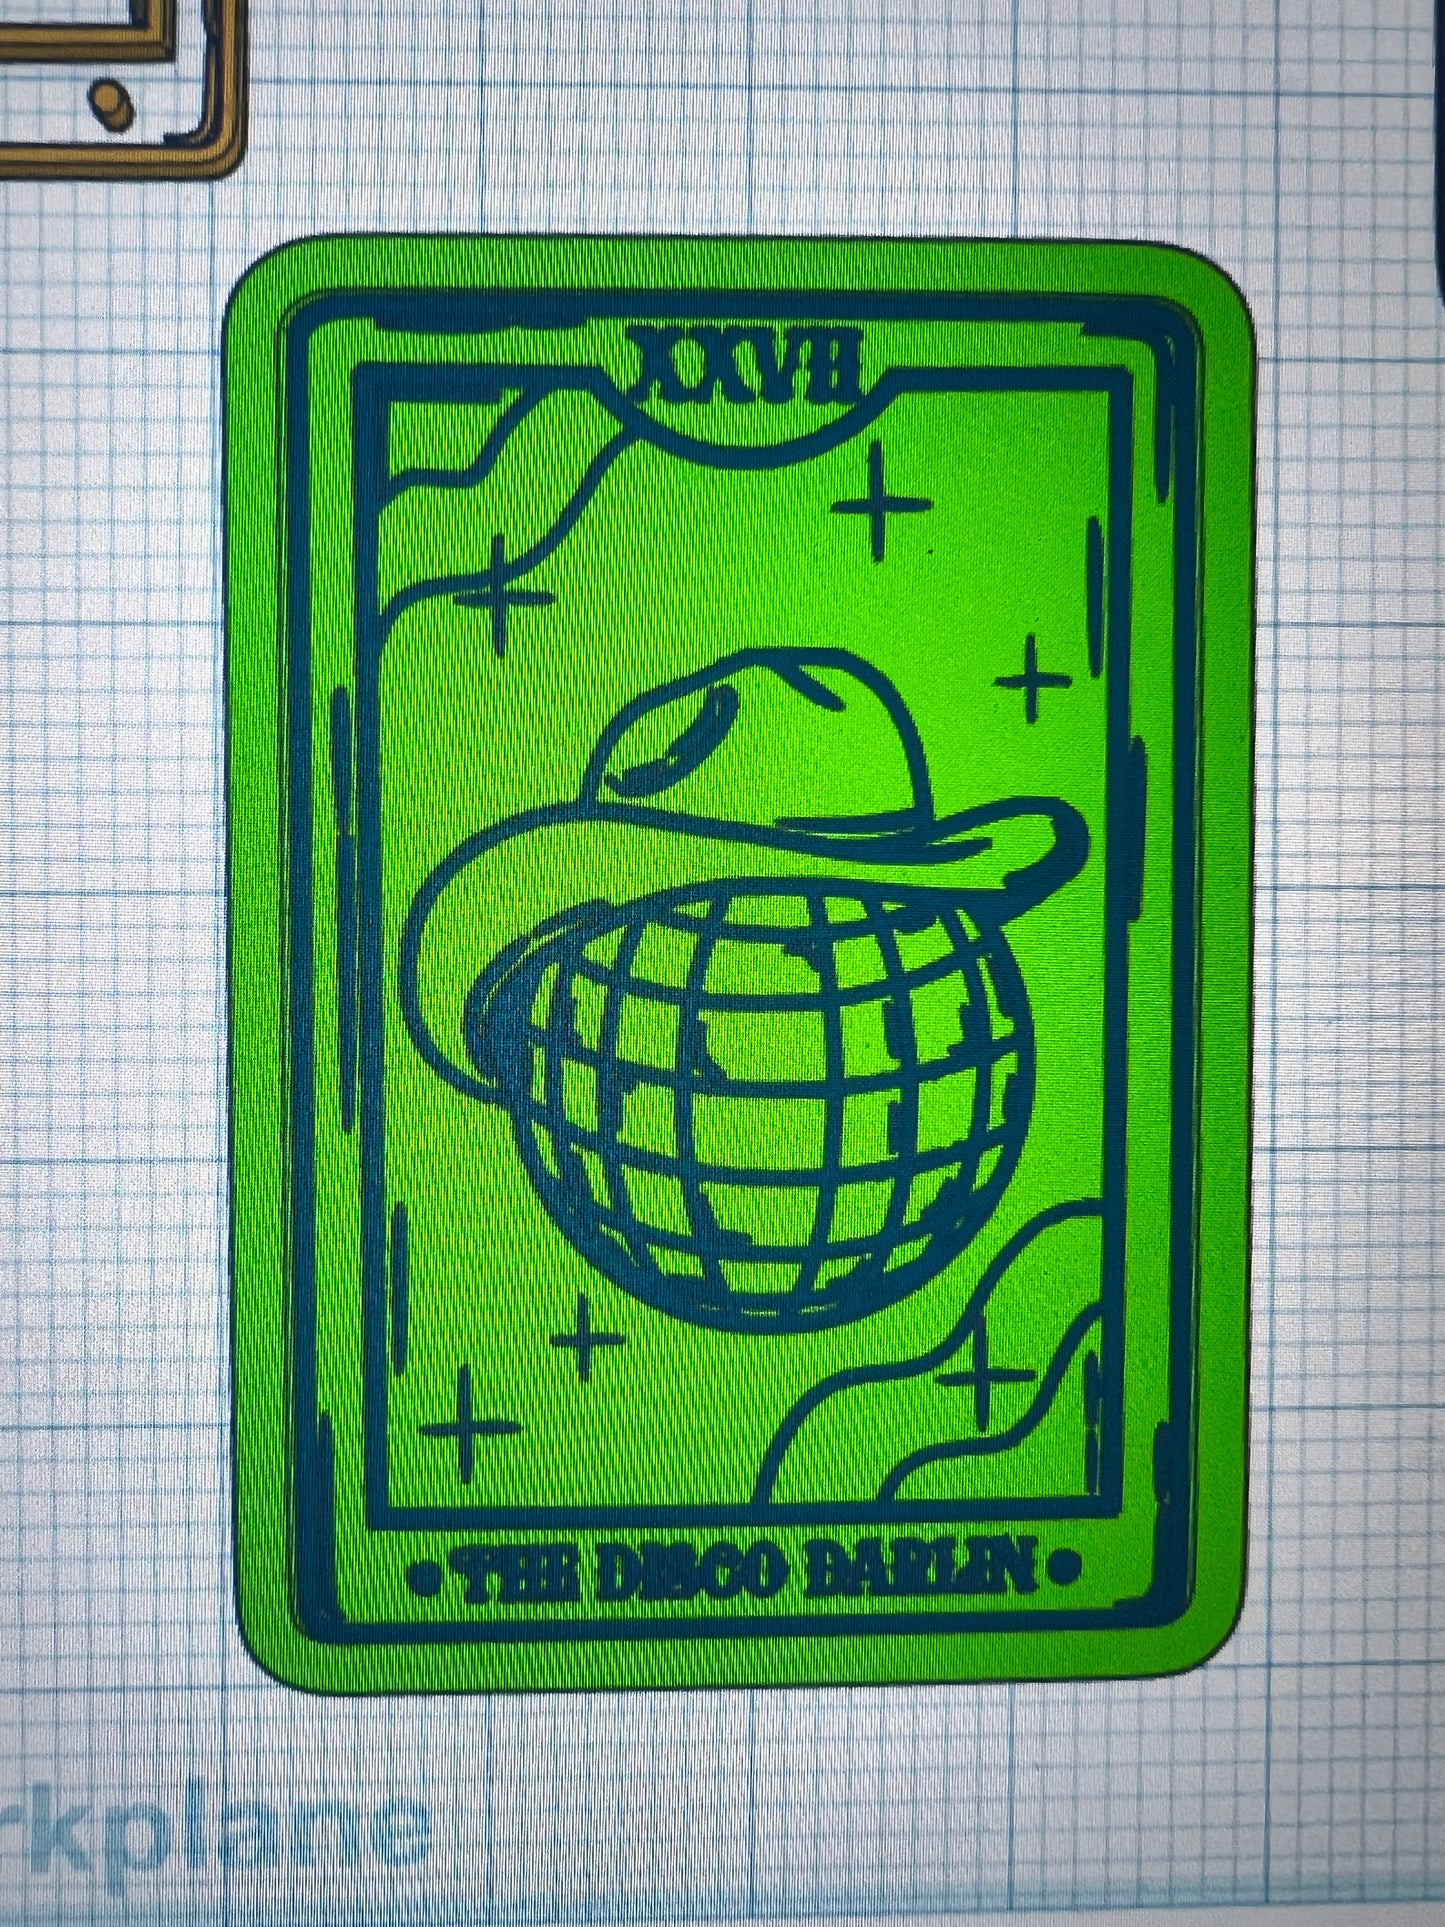 XXVII
• THE DISCO DARLIN •
rkplane